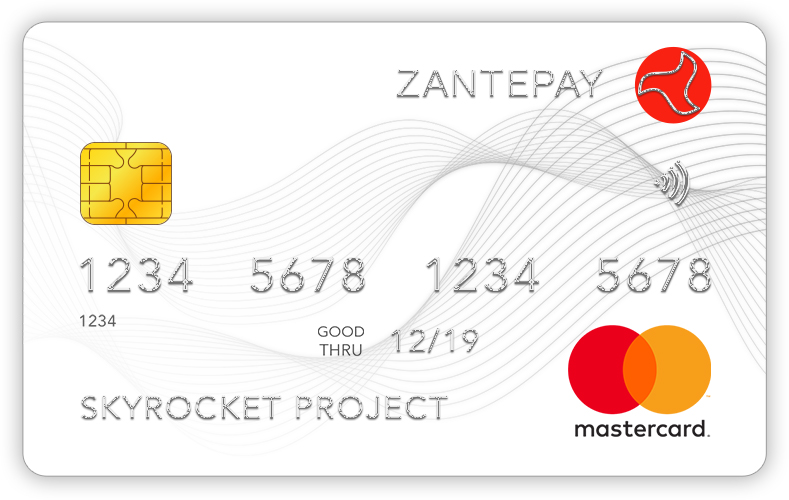 ZANTEPAY
1234 5678 1234 5678
1234
GOOD
THRU
12/19
SKYROCKET PROJECT
mastercard.